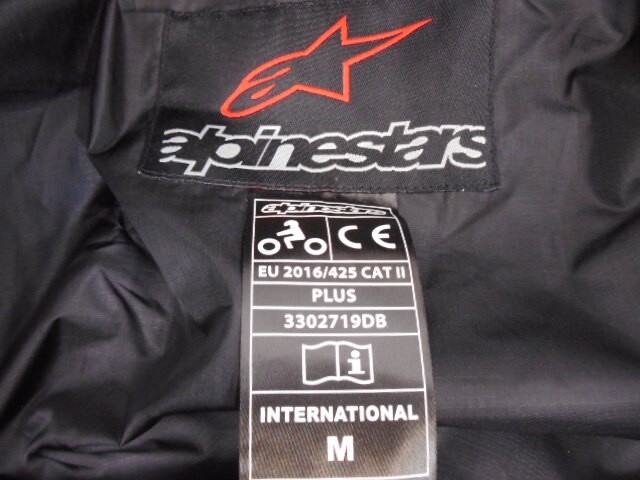 alpinestars
alpinestars
CE
EU 2016/425 CAT II
PLUS
3302719DB
i
INTERNATIONAL
M